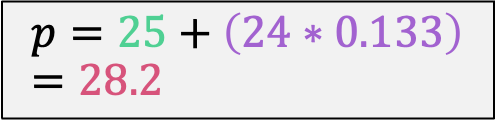 p = 25 + (24 * 0.133)
= 28.2